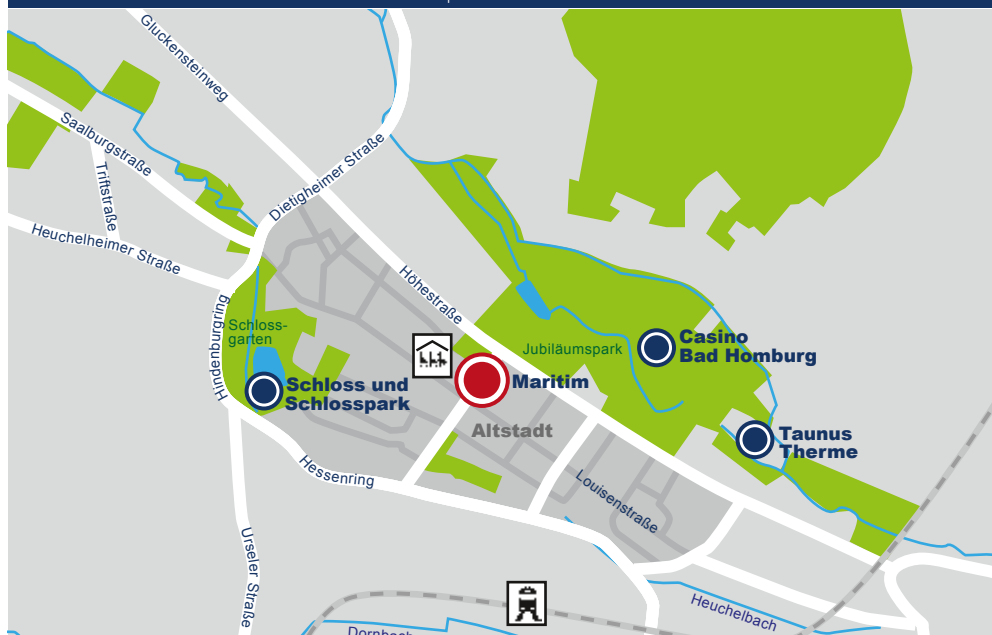 Gluckensteinweg
Saalburgstraße
Triftstraße
Dietigheimer Straße
Heuchelheimer Straße
Höhestraße
Hindenburgring
Schloss-
garten
Jubiläumspark
Casino
Bad Homburg
Maritim
Schloss und
Schlosspark
Altstadt
Taunus
Therme
Hessenring
Louisenstraße
Urseler Straße
Heuchelbach
Dornbach